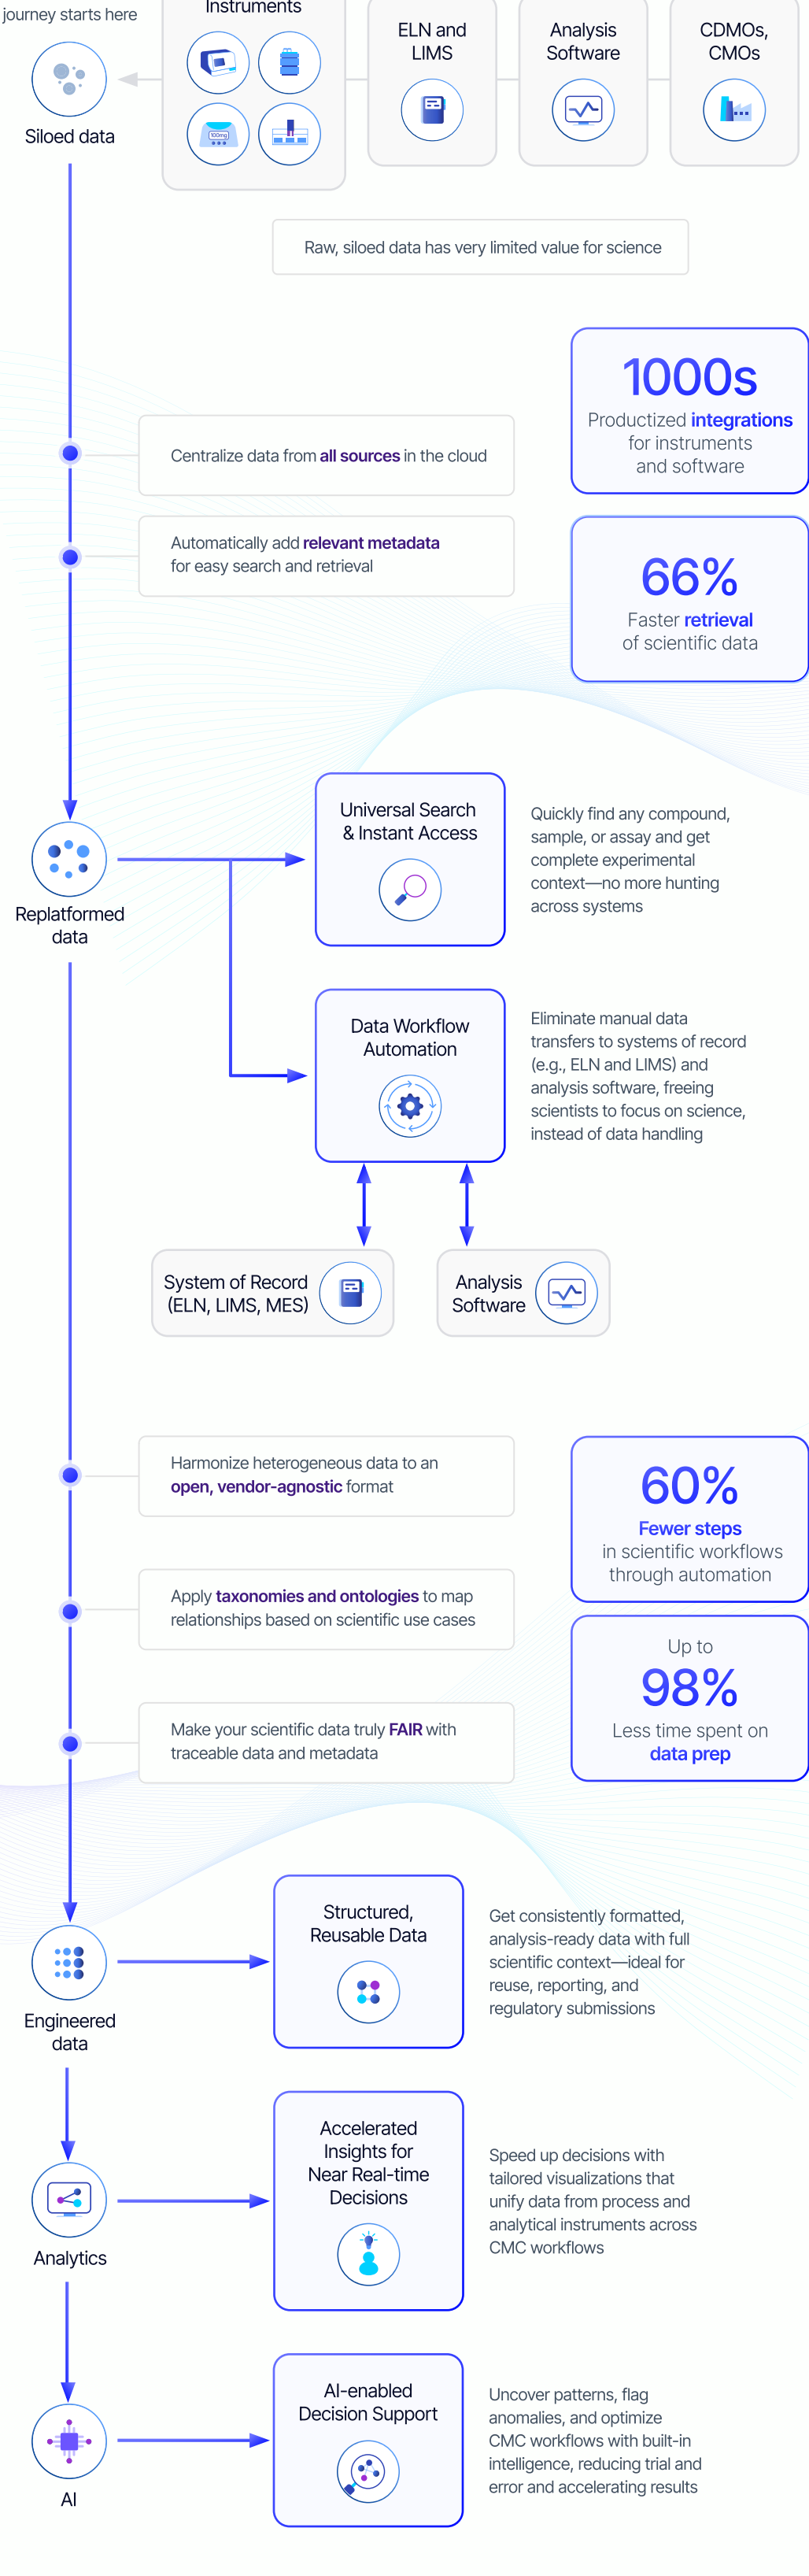 journey starts here
Instruments
ELN and
LIMS
Analysis
Software
CDMOs,
CMOs
100mg
Siloed data
Raw, siloed data has very limited value for science
1000s
Productized integrations
for instruments
and software
Centralize data from all sources in the cloud
Automatically add relevant metadata
for easy search and retrieval
66%
Faster retrieval
of scientific data
Replatformed
data
Universal Search
& Instant Access
Quickly find any compound,
sample, or assay and get
complete experimental
context—no more hunting
across systems
Data Workflow
Automation
Eliminate manual data
transfers to systems of record
(e.g., ELN and LIMS) and
analysis software, freeing
scientists to focus on science,
instead of data handling
System of Record
(ELN, LIMS, MES)
Analysis
Software
Harmonize heterogeneous data to an
open, vendor-agnostic format
60%
Fewer steps
in scientific workflows
through automation
Apply taxonomies and ontologies to map
relationships based on scientific use cases
Up to
98%
Less time spent on
data prep
Make your scientific data truly FAIR with
traceable data and metadata
Engineered
data
Structured,
Reusable Data
Get consistently formatted,
analysis-ready data with full
scientific context—ideal for
reuse, reporting, and
regulatory submissions
Analytics
Accelerated
Insights for
Near Real-time
Decisions
Speed up decisions with
tailored visualizations that
unify data from process and
analytical instruments across
CMC workflows
AI
AI-enabled
Decision Support
Uncover patterns, flag
anomalies, and optimize
CMC workflows with built-in
intelligence, reducing trial and
error and accelerating results